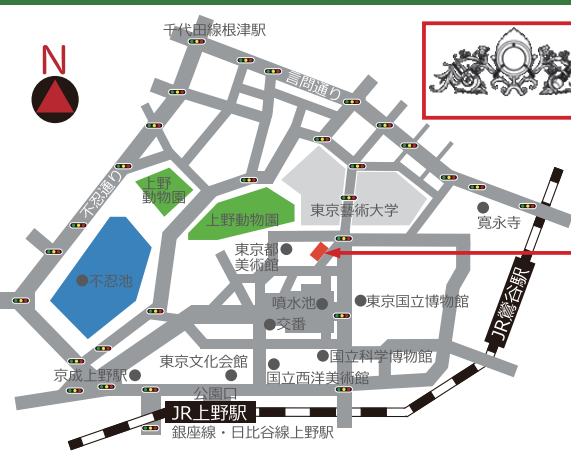 千代田線根津駅
N
言問通り
不忍通り
上野
動物園
上野動物園
東京藝術大学
寛永寺
東京都
美術館
不忍池
噴水池
東京国立博物館
交番
JR鶯谷駅
東京文化会館
国立科学博物館
京成上野駅
国立西洋美術館
公園口
JR上野駅
銀座線・日比谷線上野駅